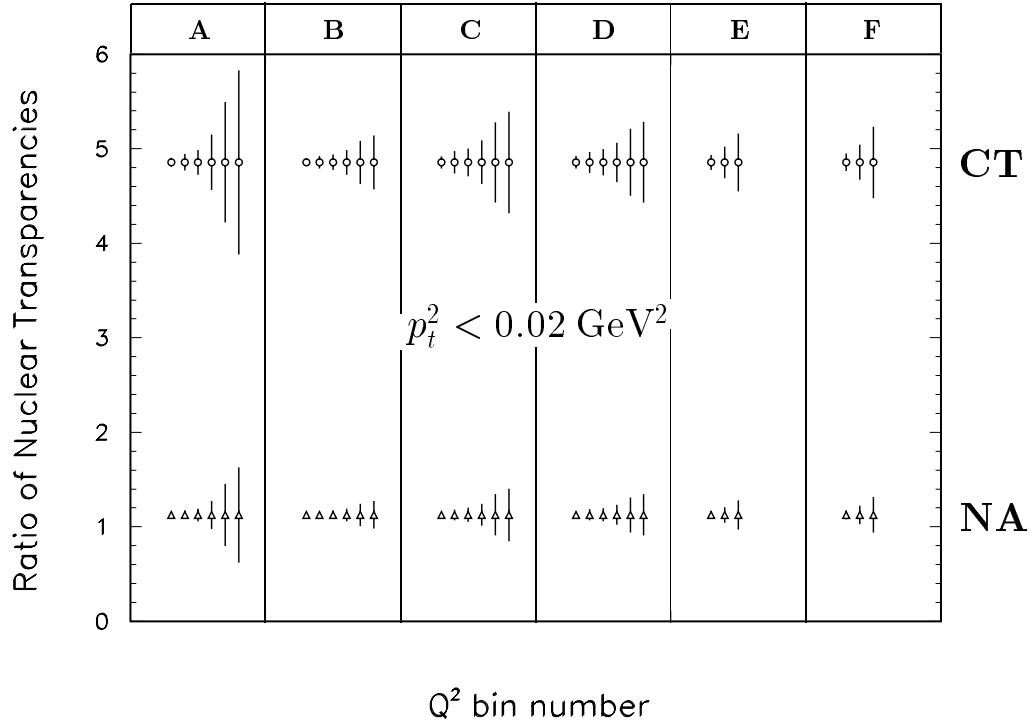 A B C D E F
6
5
4
3
2
1
0
Ratio of Nuclear Transparencies
CT
p_t^2 < 0.02 GeV^2
NA
Q^2 bin number